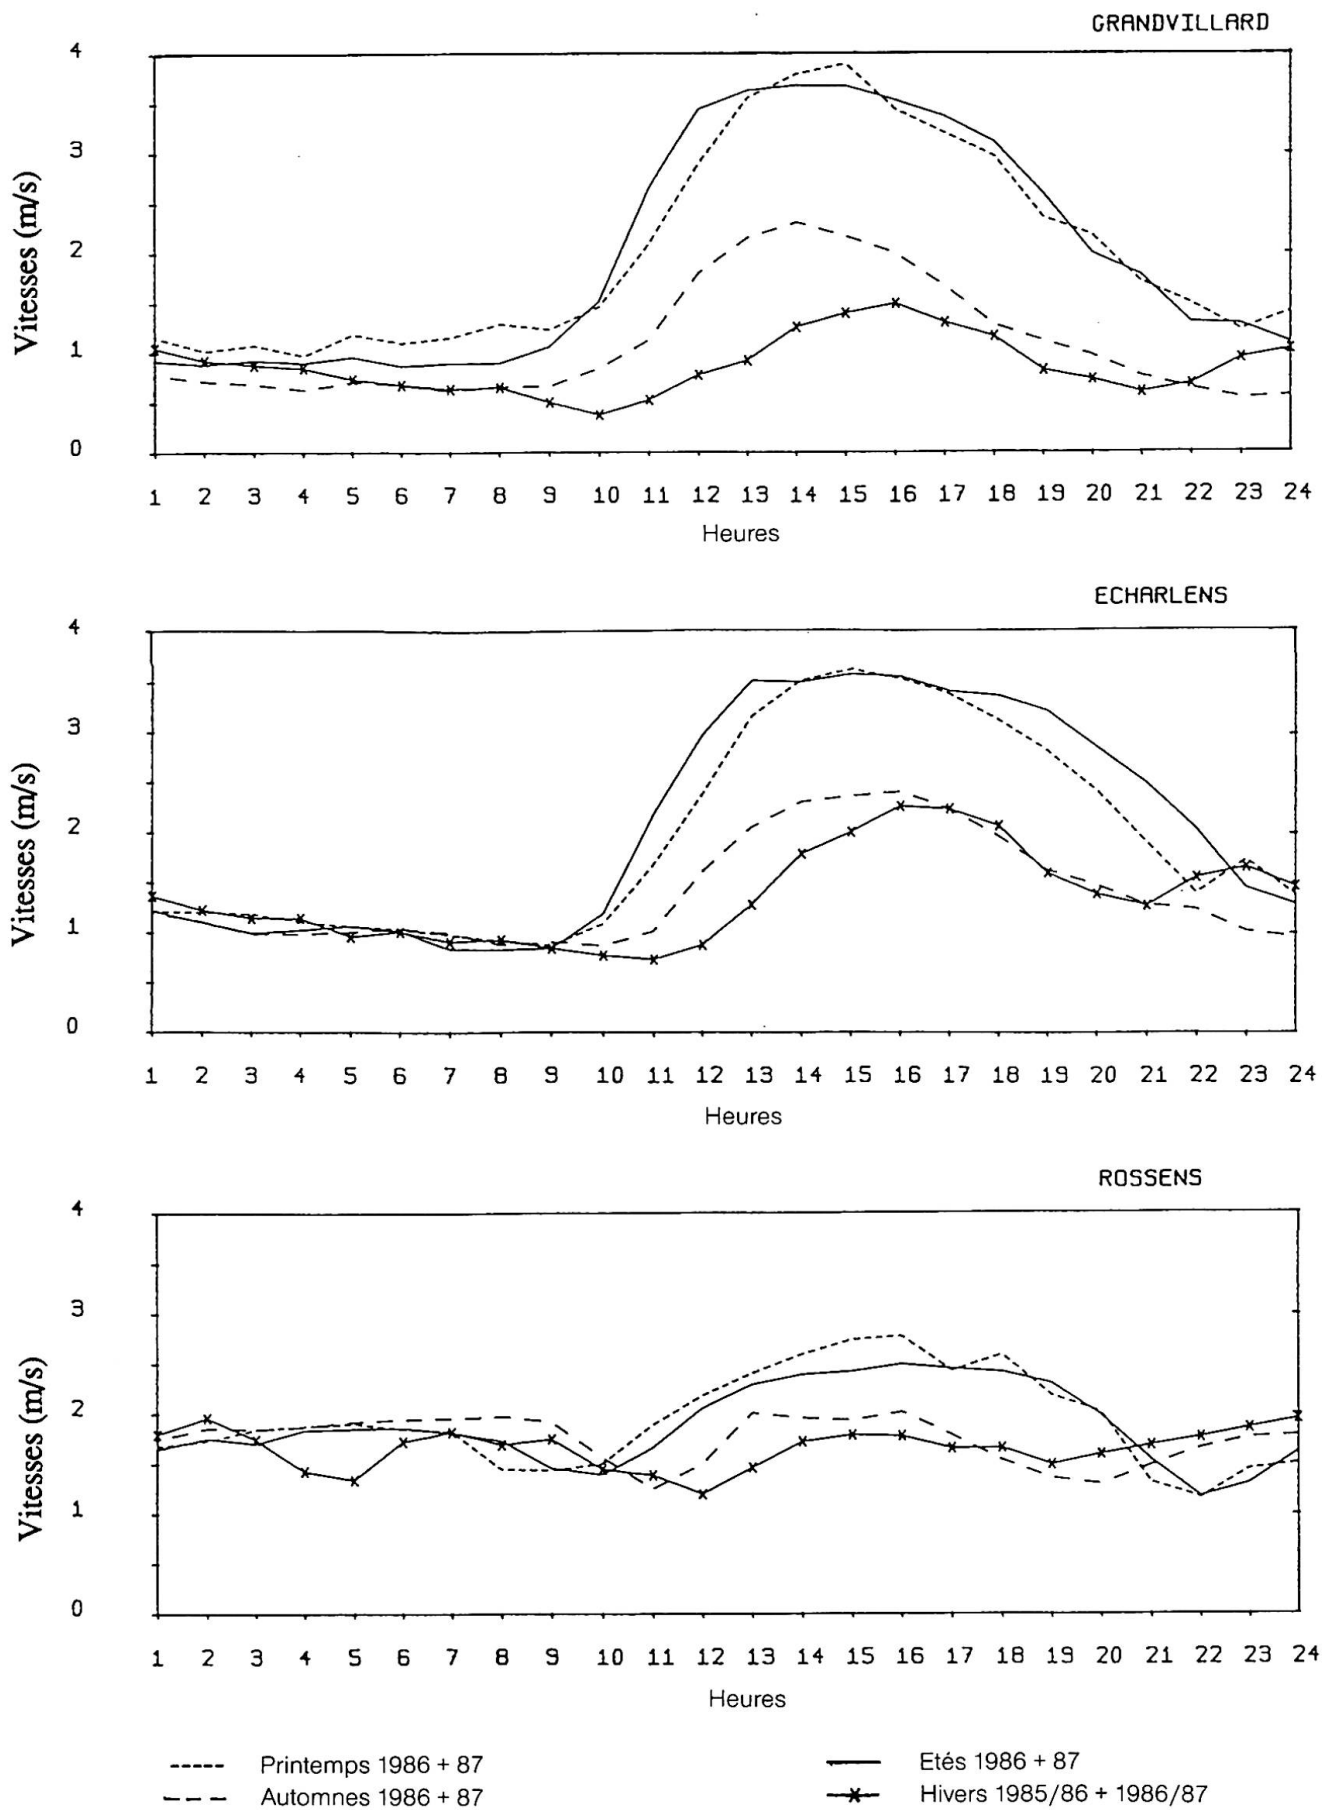 GRANDVILLARD
4
3
2
1
0
Vitesses (m/s)
1 2 3 4 5 6 7 8 9 10 11 12 13 14 15 16 17 18 19 20 21 22 23 24
Heures
ECHARLENS
4
3
2
1
0
Vitesses (m/s)
1 2 3 4 5 6 7 8 9 10 11 12 13 14 15 16 17 18 19 20 21 22 23 24
Heures
ROSSENS
4
3
2
1
0
Vitesses (m/s)
1 2 3 4 5 6 7 8 9 10 11 12 13 14 15 16 17 18 19 20 21 22 23 24
Heures
Printemps 1986 + 87
Etés 1986 + 87
Automnes 1986 + 87
Hivers 1985/86 + 1986/87